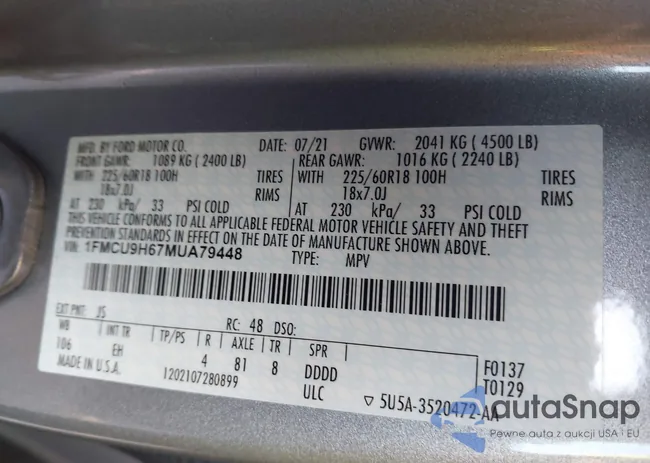 MFD. BY FORD MOTOR CO. DATE: 07/21 GVWR: 2041 KG ( 4500 LB)
FRONT GAWR: 1089 KG ( 2400 LB) REAR GAWR: 1016 KG ( 2240 LB)
WITH 225/60R18 100H TIRES WITH 225/60R18 100H TIRES
18x7.0J RIMS 18x7.0J RIMS
AT 230 kPa/ 33 PSI COLD AT 230 kPa/ 33 PSI COLD
THIS VEHICLE CONFORMS TO ALL APPLICABLE FEDERAL MOTOR VEHICLE SAFETY AND THEFT
PREVENTION STANDARDS IN EFFECT ON THE DATE OF MANUFACTURE SHOWN ABOVE.
VIN: 1FMCU9H67MUA79448 TYPE: MPV
EXT PNT: JS RC: 48 DSO:
WB INT TR TP/PS R AXLE TR SPR
106 EH 4 81 8 DDDD F0137
MADE IN U.S.A. 1202107280899 ULC T0129
▽ 5U5A-3520472-AA
autaSnap
Pewne auta z aukcji USA i EU